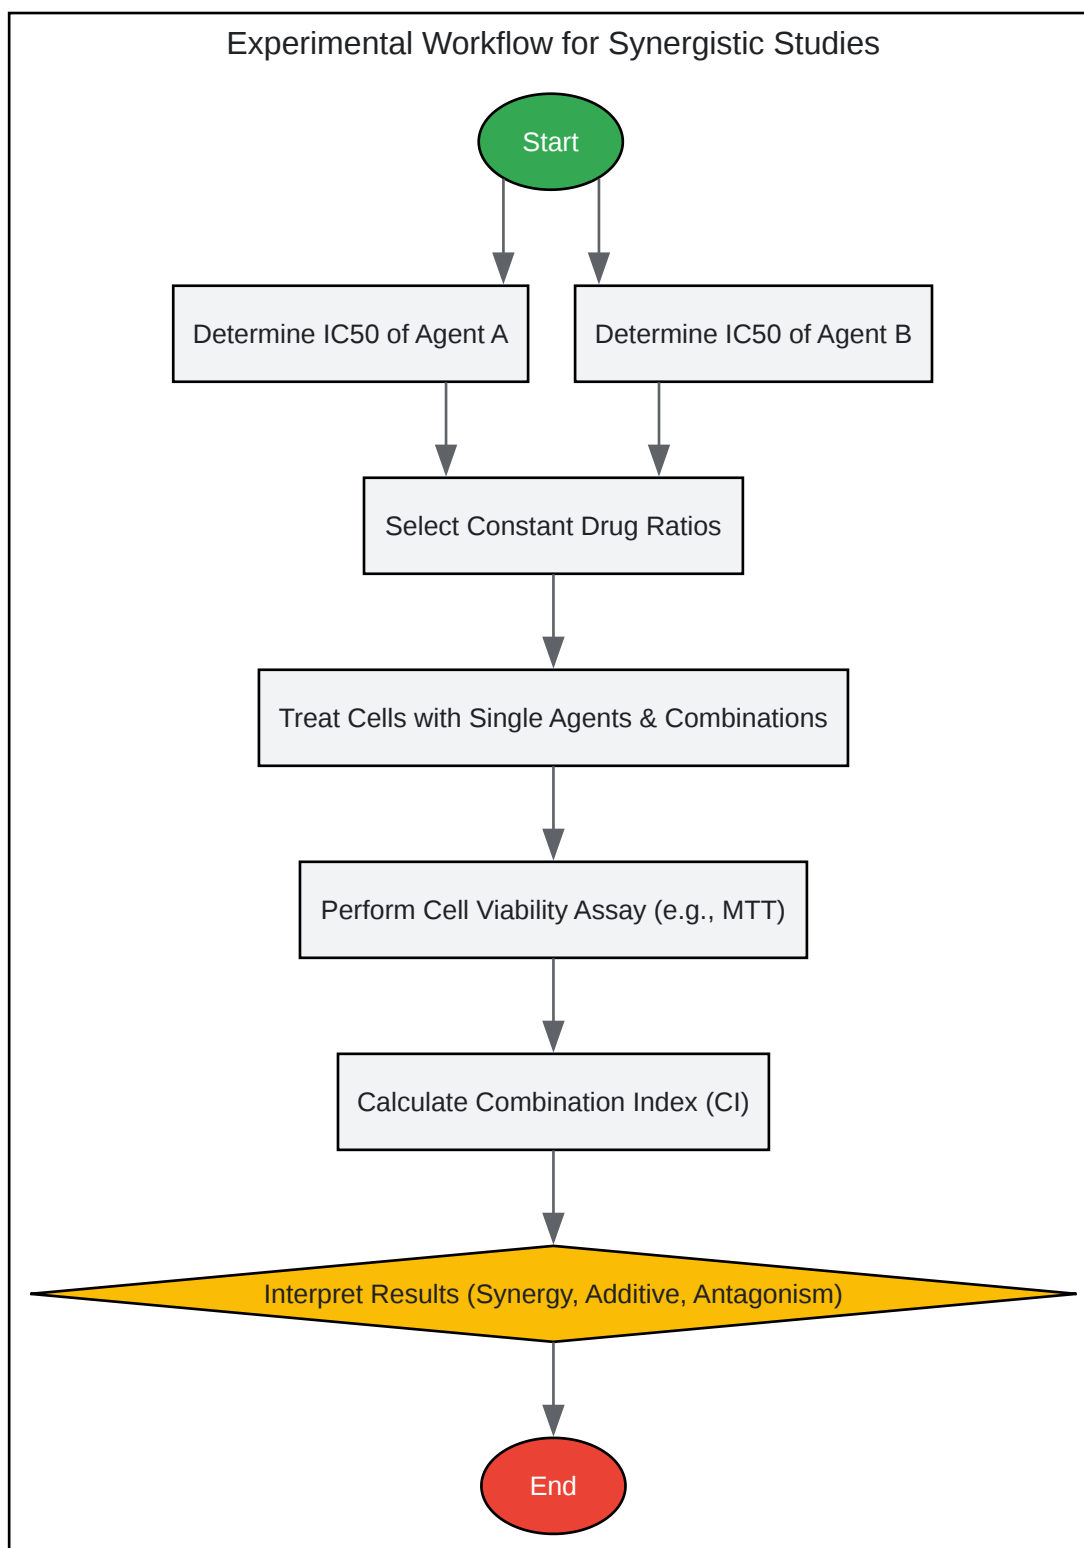 Experimental Workflow for Synergistic Studies
Start
Determine IC50 of Agent A
Determine IC50 of Agent B
Select Constant Drug Ratios
Treat Cells with Single Agents & Combinations
Perform Cell Viability Assay (e.g., MTT)
Calculate Combination Index (CI)
Interpret Results (Synergy, Additive, Antagonism)
End